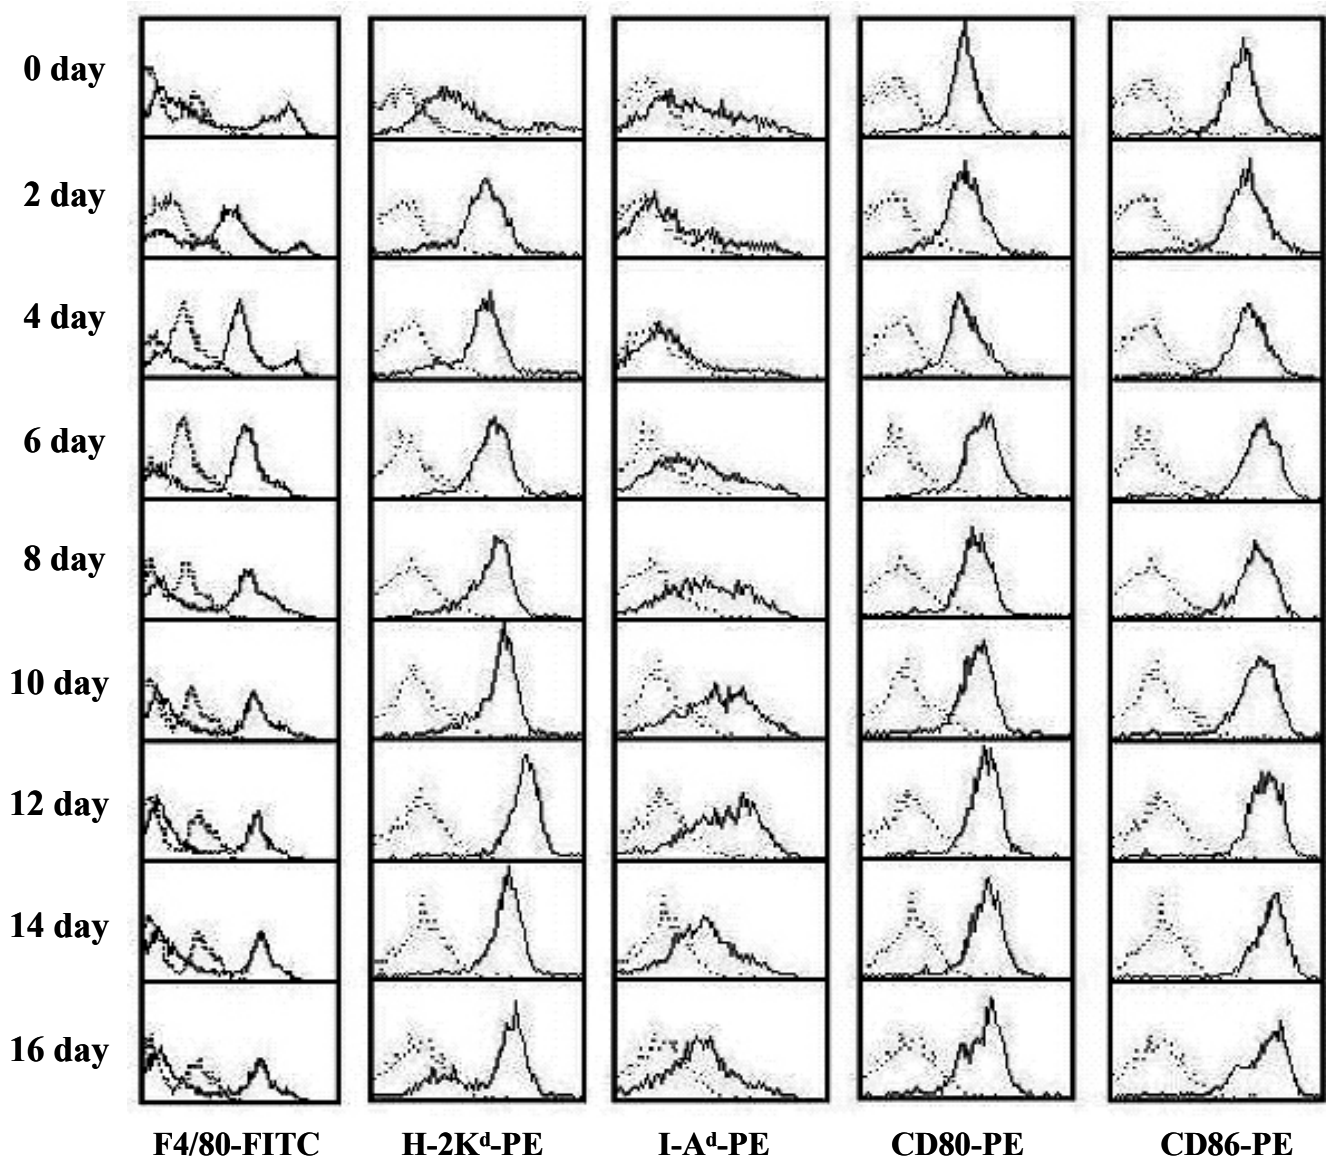 0 day
2 day
4 day
6 day
8 day
10 day
12 day
14 day
16 day
F4/80-FITC H-2Kᵈ-PE I-Aᵈ-PE CD80-PE CD86-PE